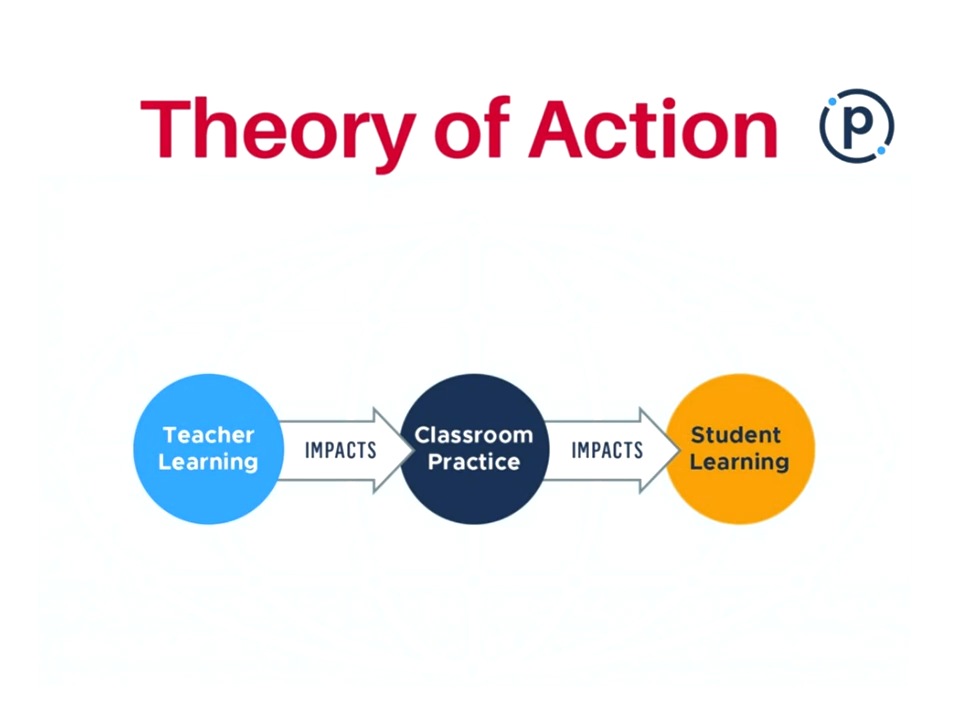 Theory of Action
p
Teacher
Learning
IMPACTS
Classroom
Practice
IMPACTS
Student
Learning